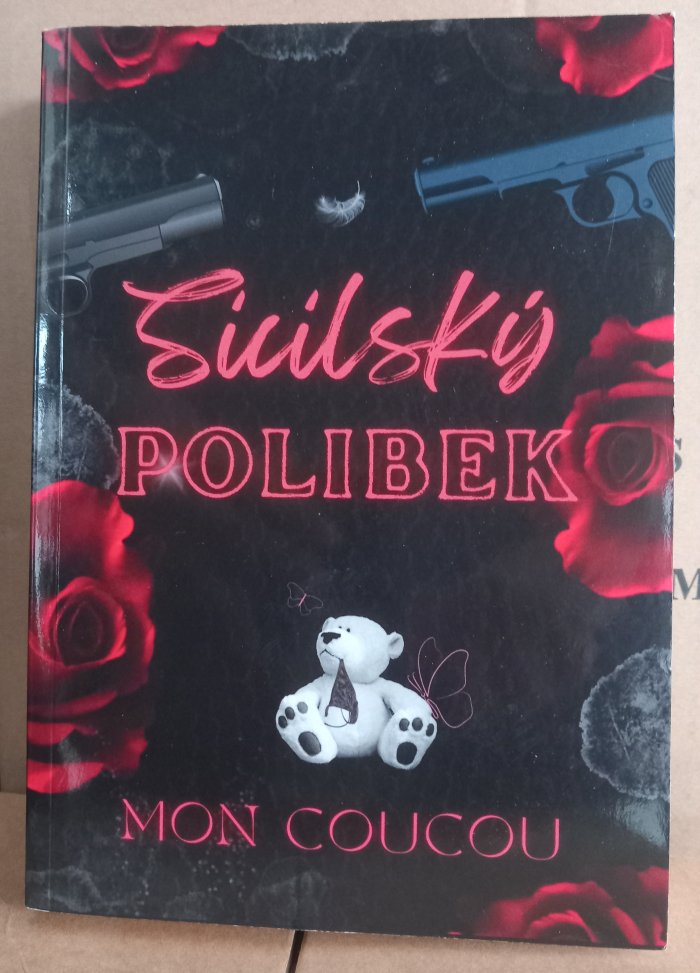 Sicilský
POLIBEK
MON COUCOU
S
M